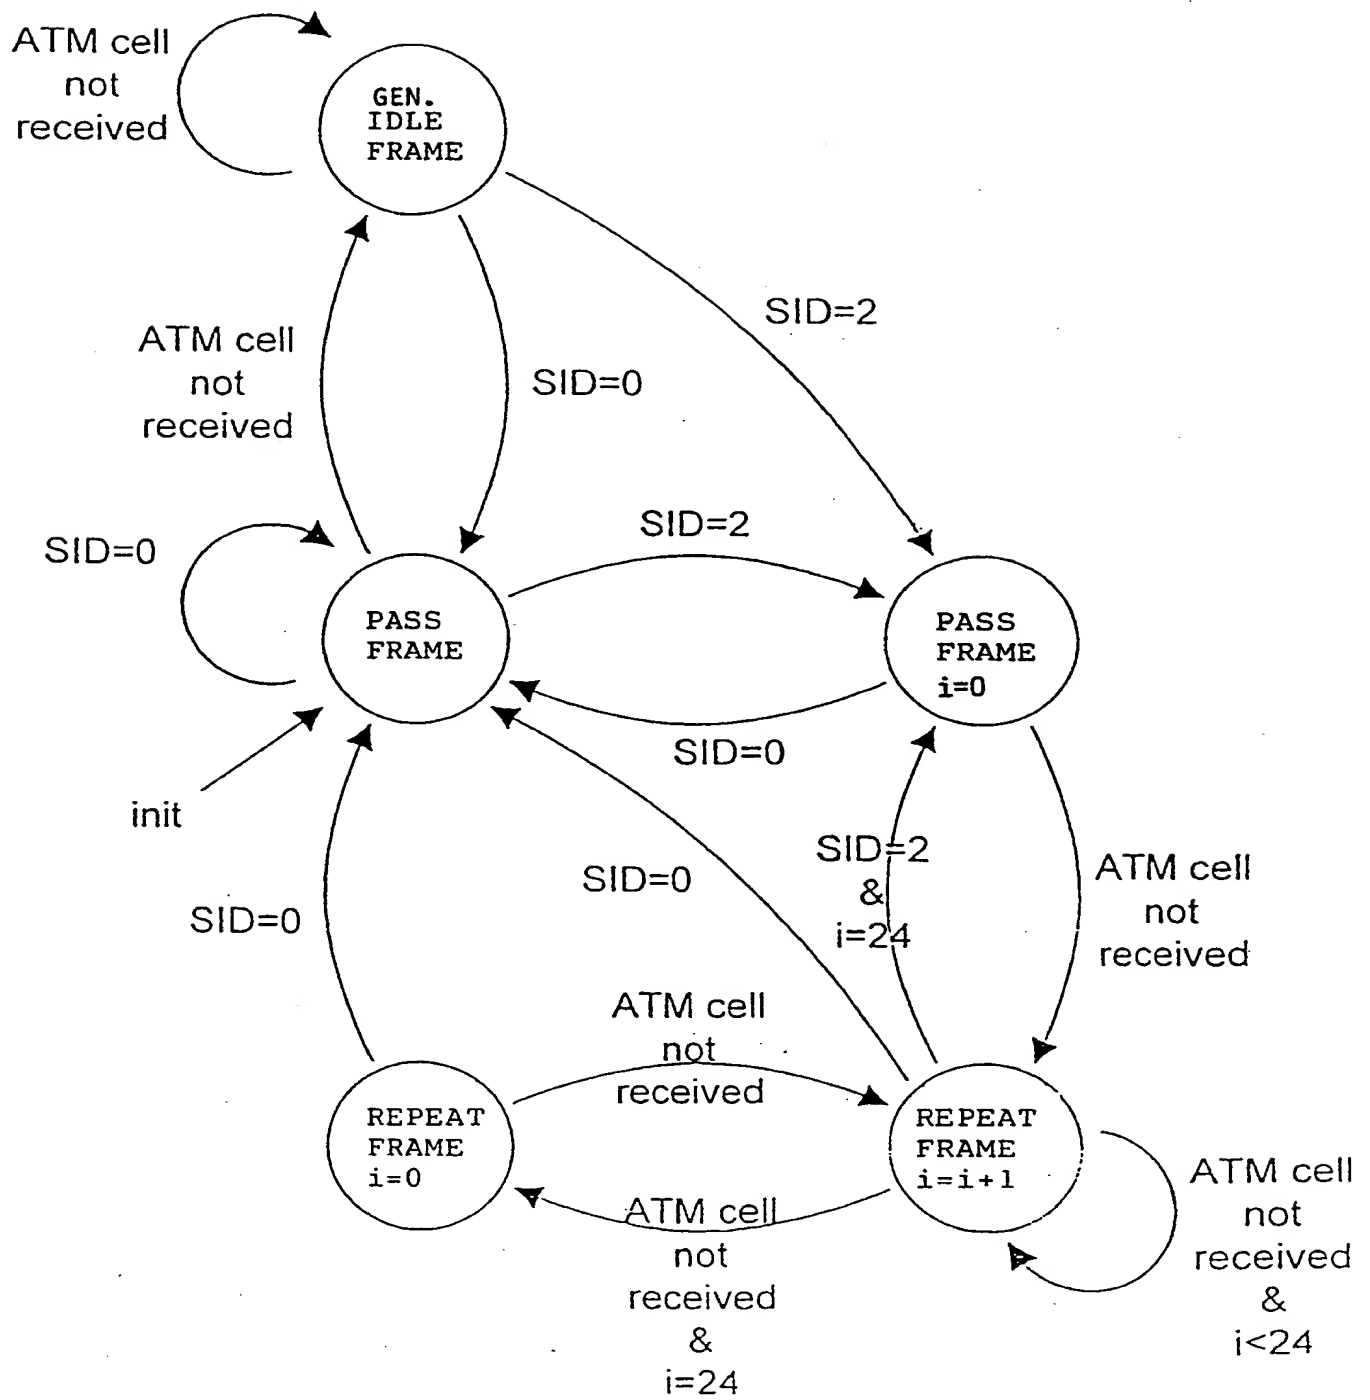 ATM cell
not
received
GEN.
IDLE
FRAME
SID=2
ATM cell
not
received
SID=0
SID=0
SID=2
PASS
FRAME
PASS
FRAME
i=0
SID=0
init
SID=2
&
i=24
ATM cell
not
received
SID=0
SID=0
ATM cell
not
received
REPEAT
FRAME
i=0
REPEAT
FRAME
i=i+1
ATM cell
not
received
&
i<24
ATM cell
not
received
&
i=24